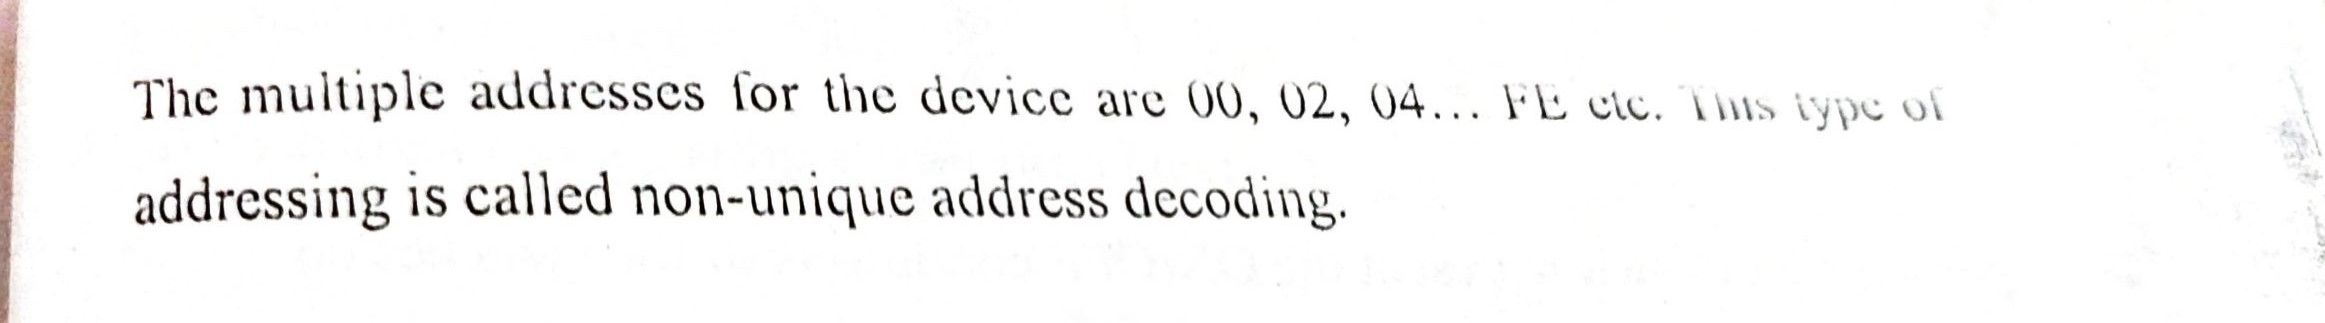 The multiple addresses for the device are 00, 02, 04... FE etc. This type of
addressing is called non-unique address decoding.